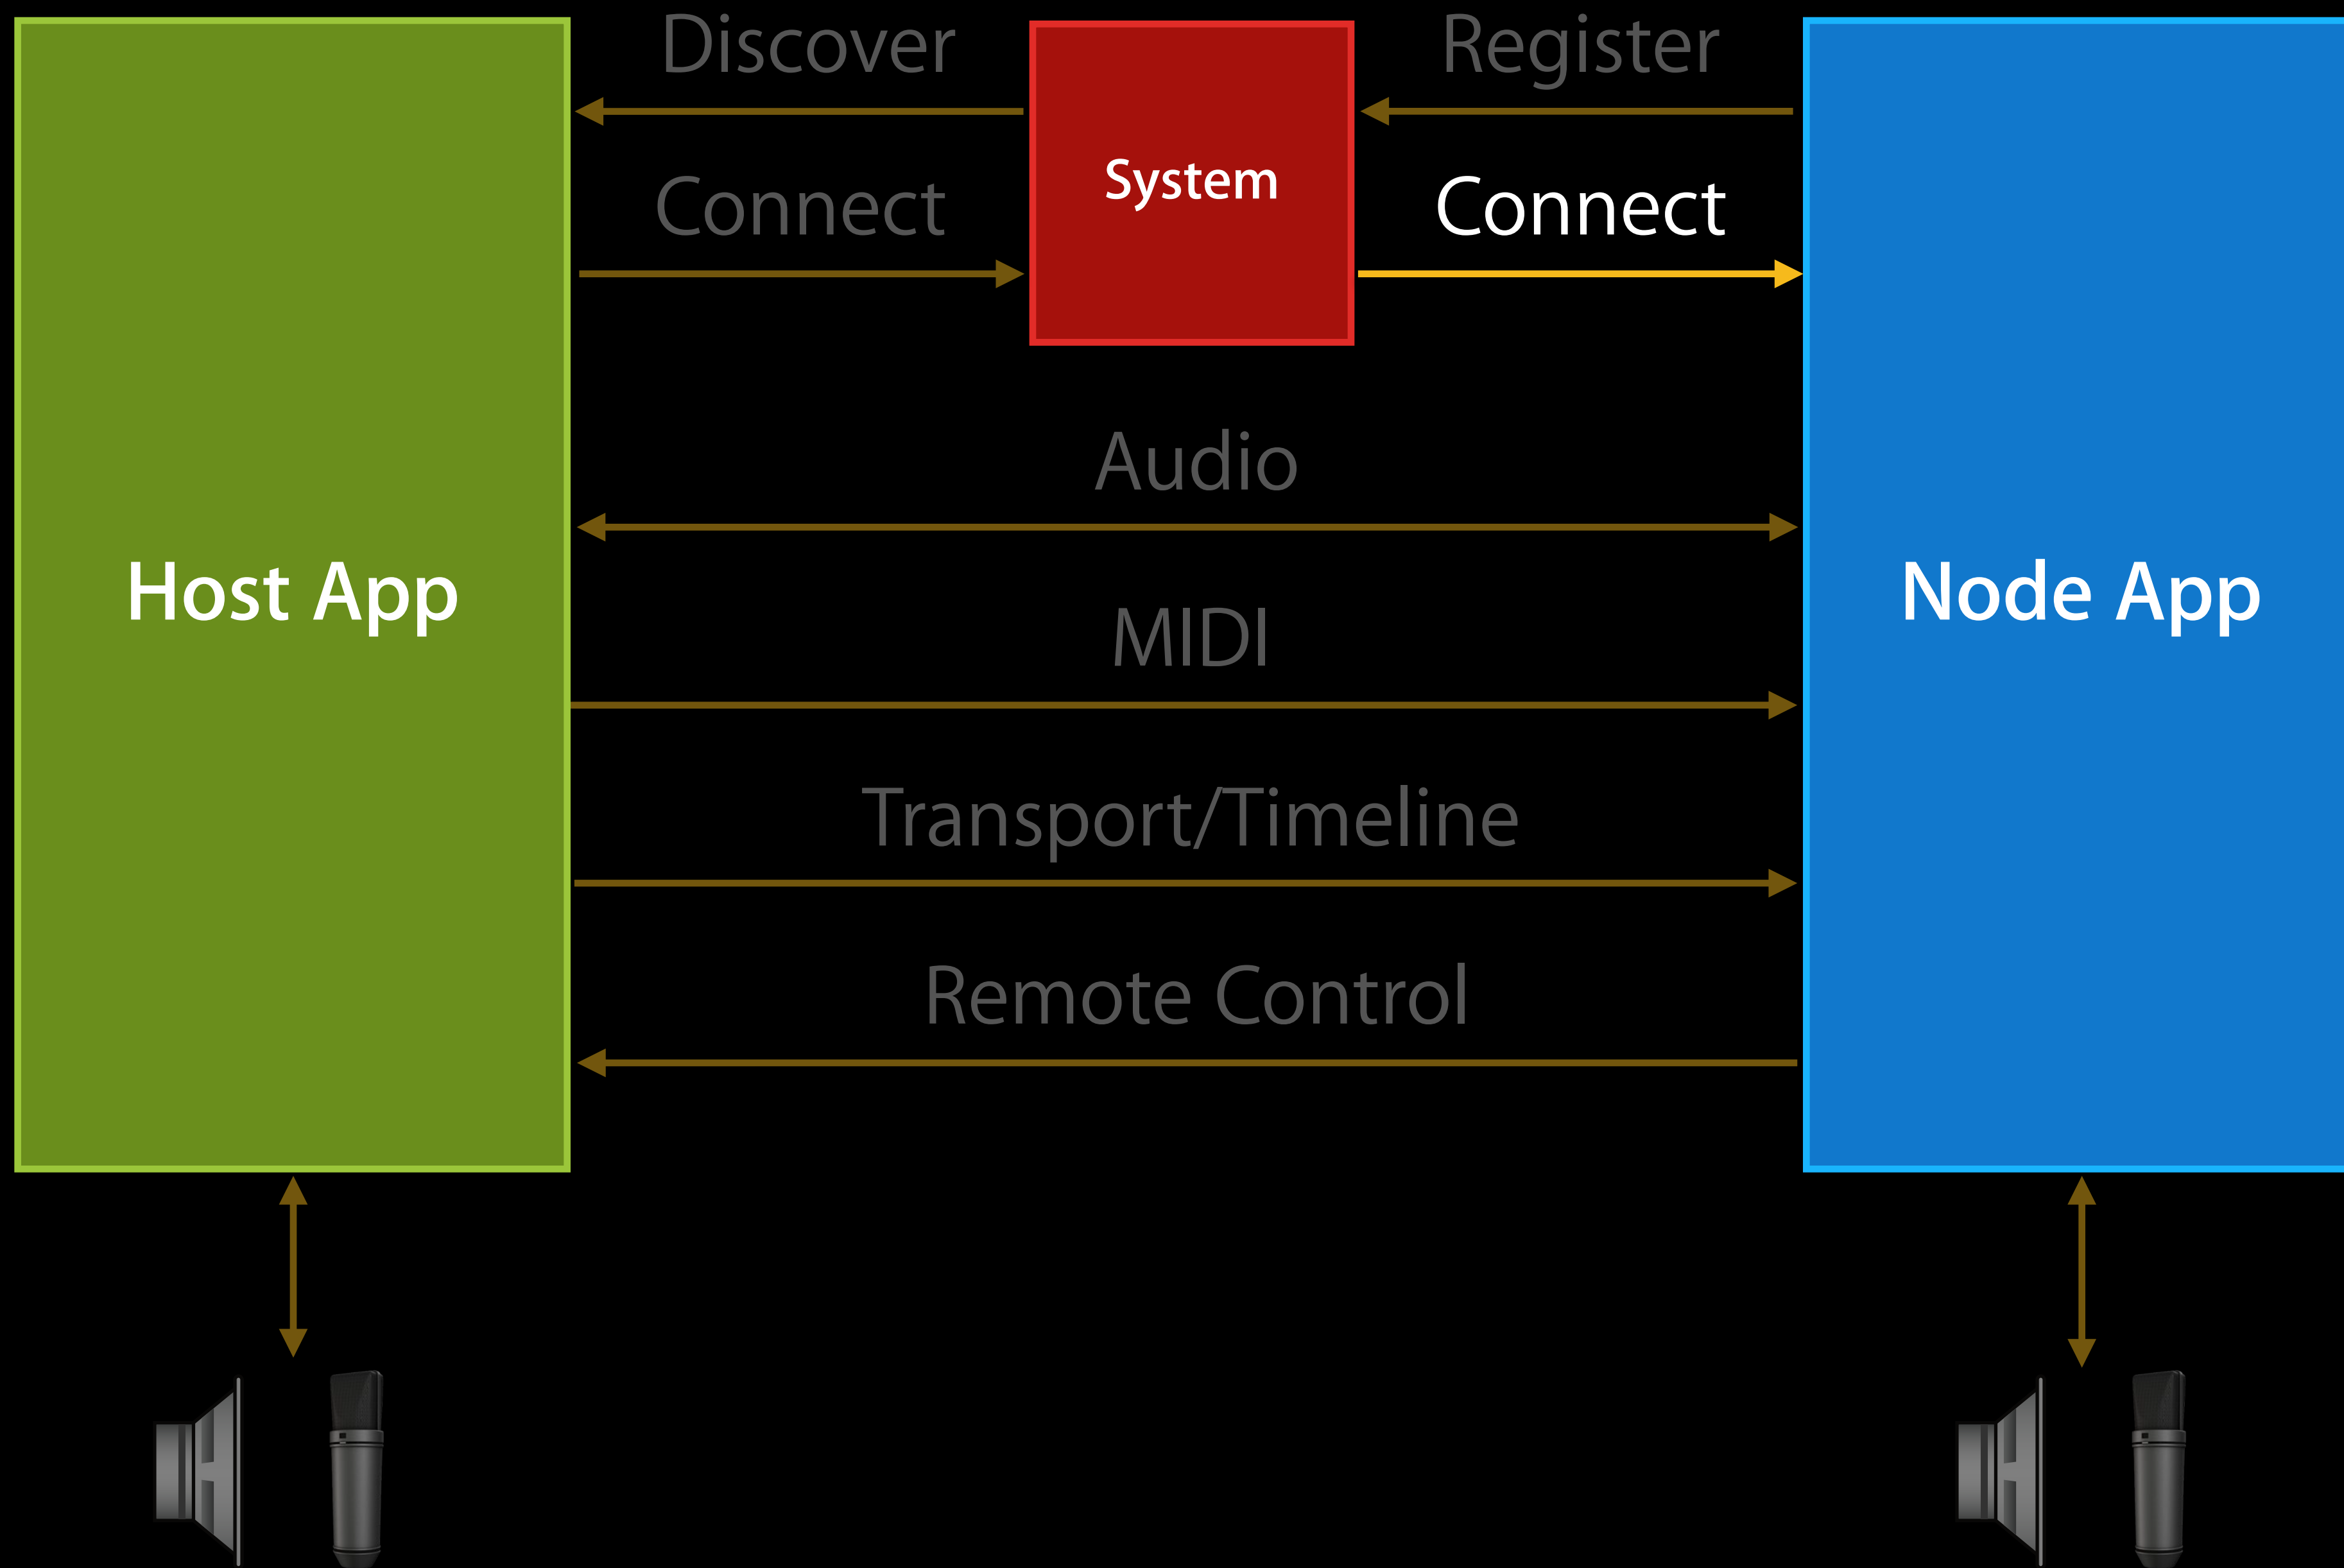 Discover
Register
System
Connect
Connect
Audio
Host App
Node App
MIDI
Transport/Timeline
Remote Control